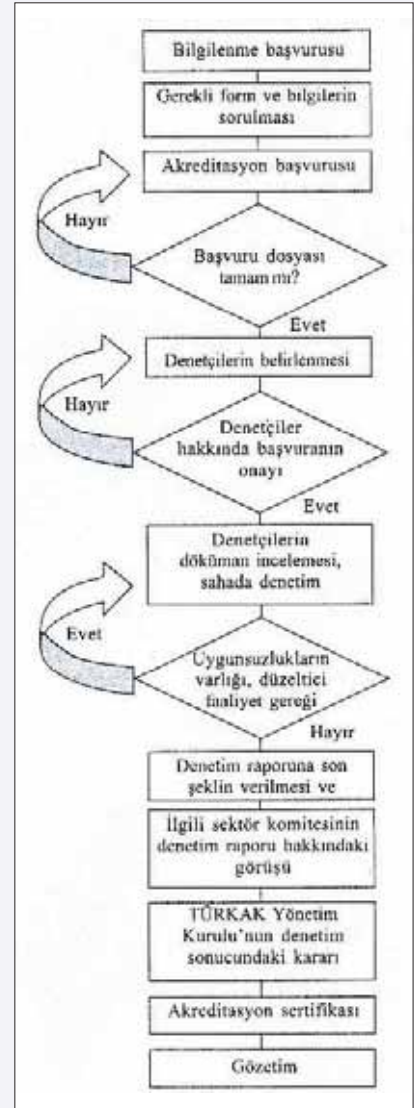 Bilgilenme başvurusu
Gerekli form ve bilgilerin
sorulması
Akreditasyon başvurusu
Hayır
Başvuru dosyası
tamam mı?
Evet
Denetçilerin belirlenmesi
Hayır
Denetçiler
hakkında başvuranın
onayı
Evet
Denetçilerin
döküman incelemesi,
sahada denetim
Evet
Uygunsuzlukların
varlığı, düzeltici
faaliyet gereği
Hayır
Denetim raporuna son
şeklin verilmesi ve
İlgili sektör komitesinin
denetim raporu hakkındaki
görüşü
TÜRKAK Yönetim
Kurulu'nun denetim
sonucundaki kararı
Akreditasyon sertifikası
Gözetim